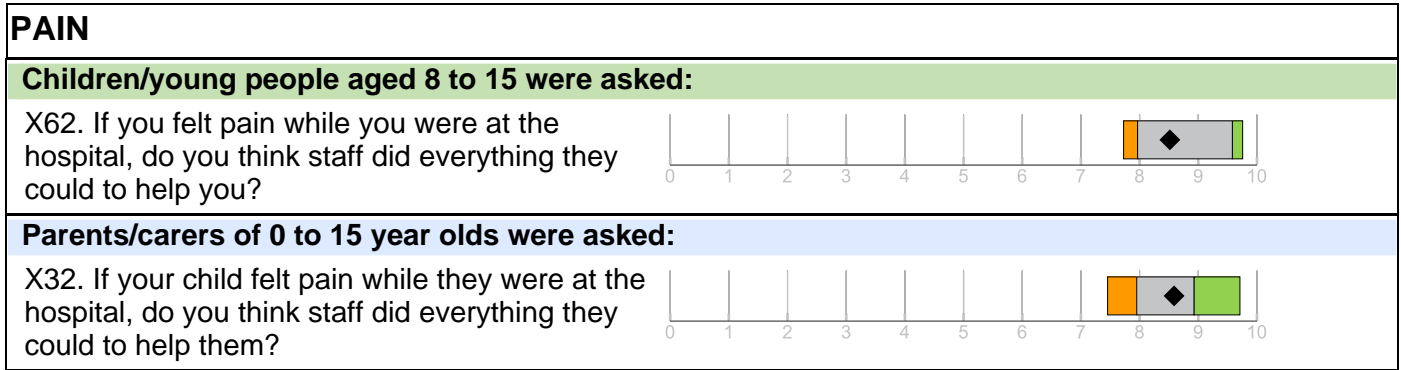 PAIN
Children/young people aged 8 to 15 were asked:
X62. If you felt pain while you were at the
hospital, do you think staff did everything they
could to help you?
0 1 2 3 4 5 6 7 8 9 10
Parents/carers of 0 to 15 year olds were asked:
X32. If your child felt pain while they were at the
hospital, do you think staff did everything they
could to help them?
0 1 2 3 4 5 6 7 8 9 10